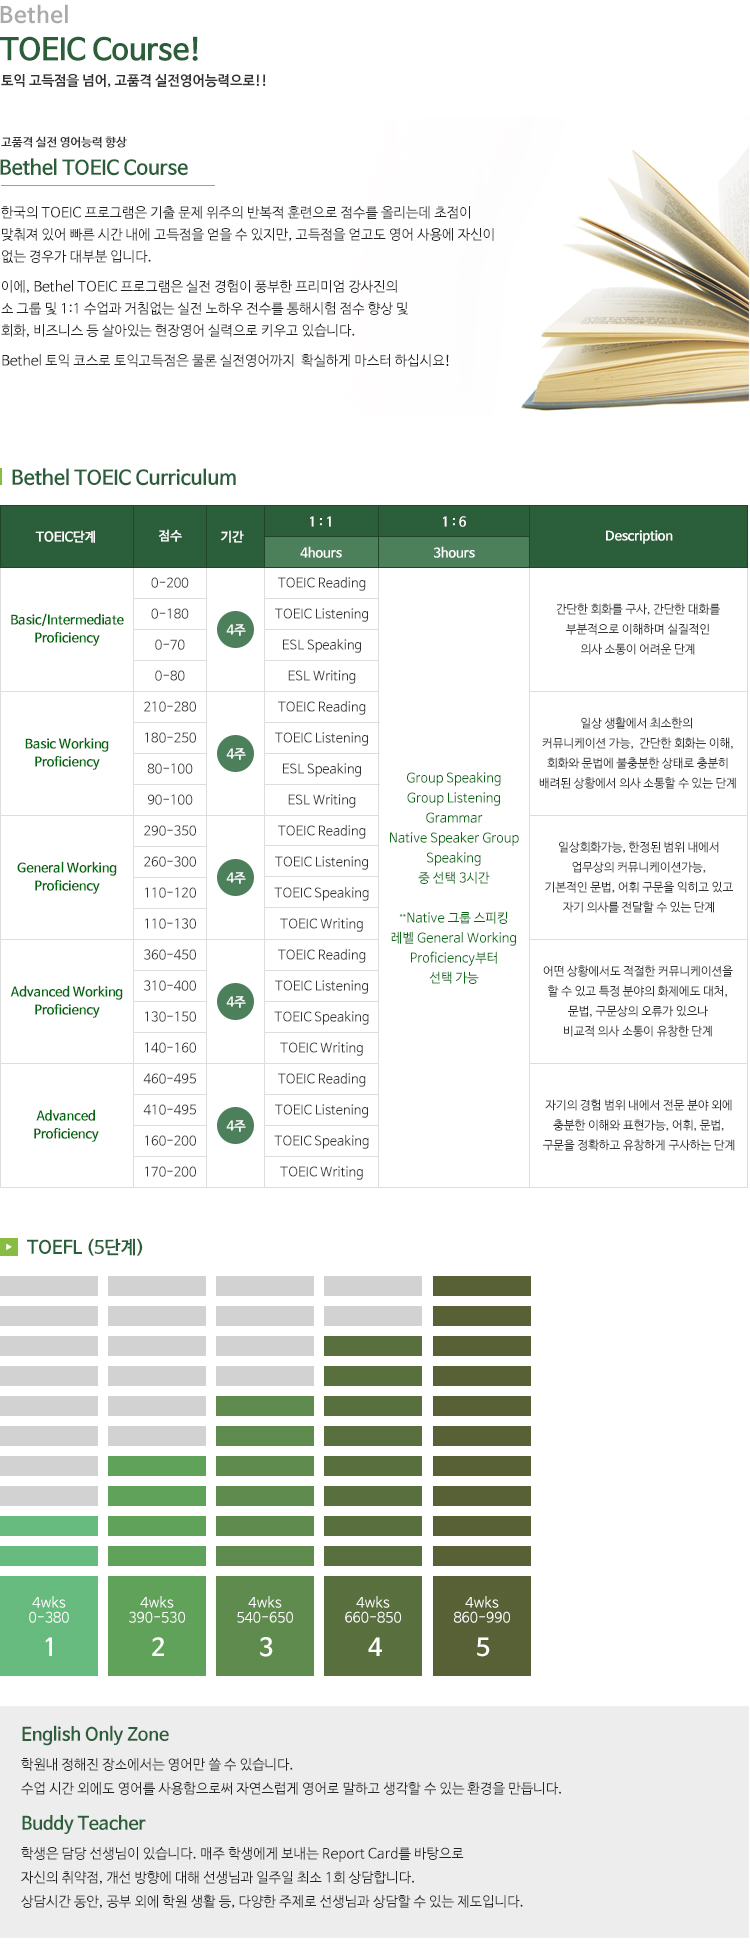 Bethel
TOEIC Course!
토익 고득점을 넘어, 고품격 실전영어능력으로!!
고품격 실전 영어능력 향상
Bethel TOEIC Course
한국의 TOEIC 프로그램은 기출 문제 위주의 반복적 훈련으로 점수를 올리는데 초점이
맞춰져 있어 빠른 시간 내에 고득점을 얻을 수 있지만, 고득점을 얻고도 영어 사용에 자신이
없는 경우가 대부분 입니다.
이에, Bethel TOEIC 프로그램은 실전 경험이 풍부한 프리미엄 강사진의
소 그룹 및 1:1 수업과 거침없는 실전 노하우 전수를 통해시험 점수 향상 및
회화, 비즈니스 등 살아있는 현장영어 실력으로 키우고 있습니다.
Bethel 토익 코스로 토익고득점은 물론 실전영어까지 확실하게 마스터 하십시요!
Bethel TOEIC Curriculum
TOEIC단계 점수 기간 1 : 1 1 : 6 Description
4hours 3hours
Basic/Intermediate
Proficiency
0-200
0-180
0-70
0-80
4주
TOEIC Reading
TOEIC Listening
ESL Speaking
ESL Writing
간단한 회화를 구사, 간단한 대화를
부분적으로 이해하며 실질적인
의사 소통이 어려운 단계
Basic Working
Proficiency
210-280
180-250
80-100
90-100
4주
TOEIC Reading
TOEIC Listening
ESL Speaking
ESL Writing
일상 생활에서 최소한의
커뮤니케이션 가능, 간단한 회화는 이해,
회화와 문법에 불충분한 상태로 충분히
배려된 상황에서 의사 소통할 수 있는 단계
Group Speaking
Group Listening
Grammar
Native Speaker Group
Speaking
중 선택 3시간
**Native 그룹 스피킹
레벨 General Working
Proficiency부터
선택 가능
General Working
Proficiency
290-350
260-300
110-120
110-130
4주
TOEIC Reading
TOEIC Listening
TOEIC Speaking
TOEIC Writing
일상회화가능, 한정된 범위 내에서
업무상의 커뮤니케이션가능,
기본적인 문법, 어휘 구문을 익히고 있고
자기 의사를 전달할 수 있는 단계
Advanced Working
Proficiency
360-450
310-400
130-150
140-160
4주
TOEIC Reading
TOEIC Listening
TOEIC Speaking
TOEIC Writing
어떤 상황에서도 적절한 커뮤니케이션을
할 수 있고 특정 분야의 화제에도 대처,
문법, 구문상의 오류가 있으나
비교적 의사 소통이 유창한 단계
Advanced
Proficiency
460-495
410-495
160-200
170-200
4주
TOEIC Reading
TOEIC Listening
TOEIC Speaking
TOEIC Writing
자기의 경험 범위 내에서 전문 분야 외에
충분한 이해와 표현가능, 어휘, 문법,
구문을 정확하고 유창하게 구사하는 단계
TOEFL (5단계)
4wks 4wks 4wks 4wks 4wks
0-380 390-530 540-650 660-850 860-990
1 2 3 4 5
English Only Zone
학원내 정해진 장소에서는 영어만 쓸 수 있습니다.
수업 시간 외에도 영어를 사용함으로써 자연스럽게 영어로 말하고 생각할 수 있는 환경을 만듭니다.
Buddy Teacher
학생은 담당 선생님이 있습니다. 매주 학생에게 보내는 Report Card를 바탕으로
자신의 취약점, 개선 방향에 대해 선생님과 일주일 최소 1회 상담합니다.
상담시간 동안, 공부 외에 학원 생활 등, 다양한 주제로 선생님과 상담할 수 있는 제도입니다.